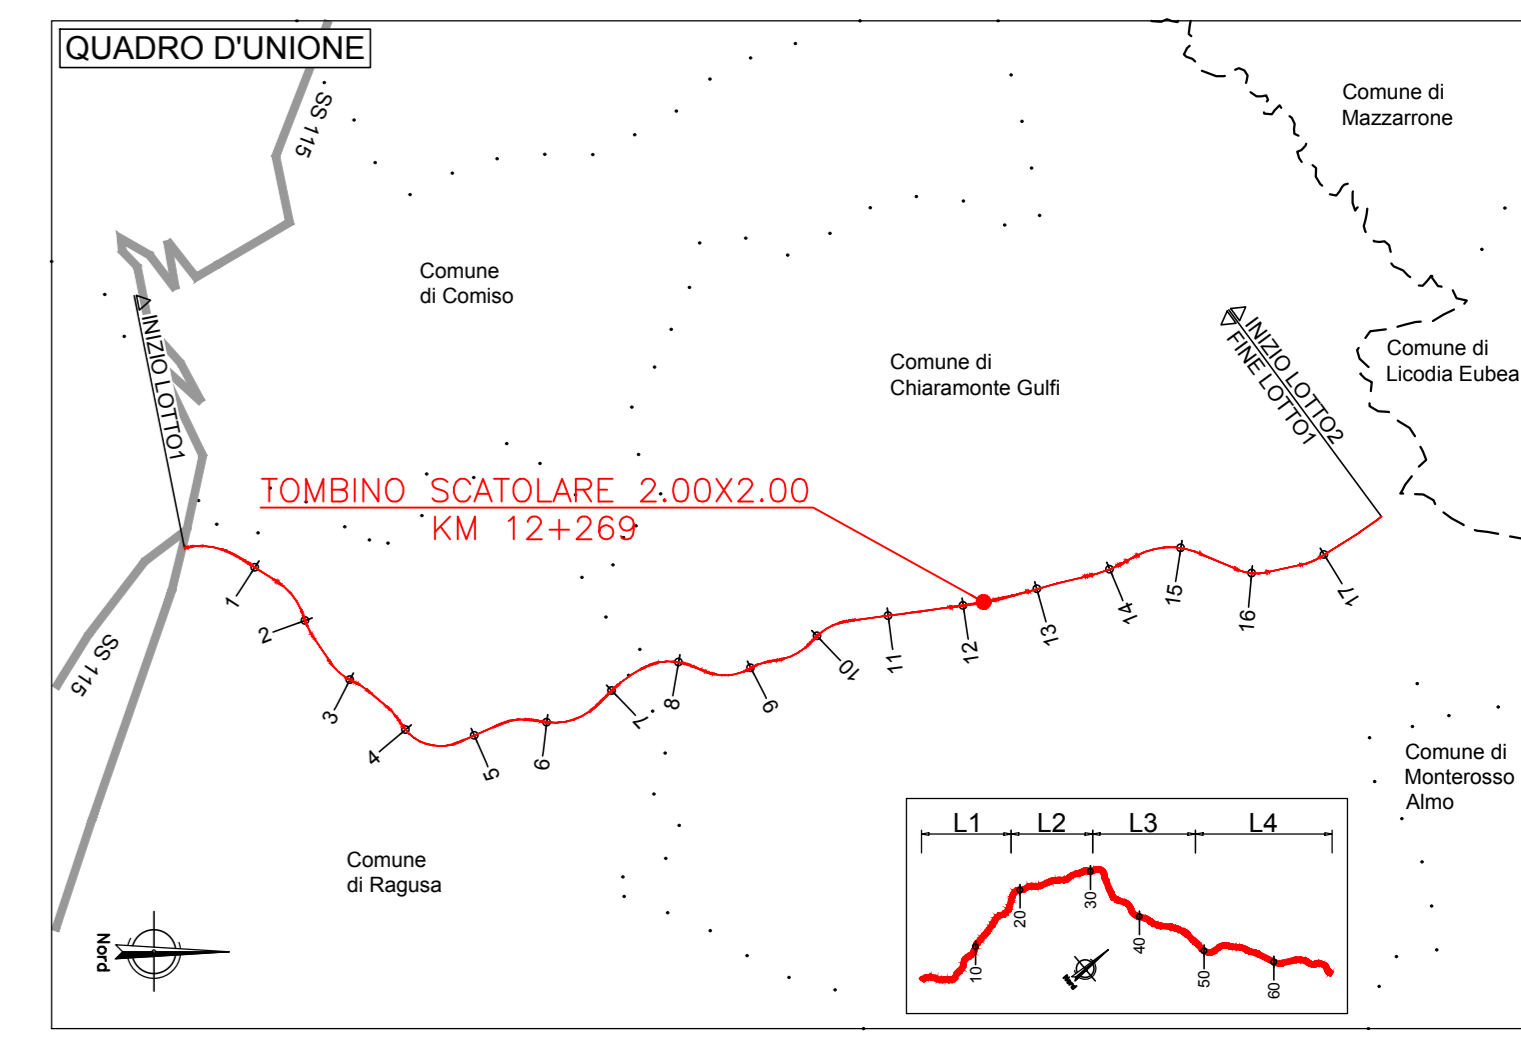 QUADRO D'UNIONE
SS 115
Comune di
Mazzarrone
Comune
di Comiso
INIZIO LOTTO1
Comune di
Chiaramonte Gulfi
INIZIO LOTTO2
FINE LOTTO1
Comune di
Licodia Eubea
TOMBINO SCATOLARE 2.00X2.00
KM 12+269
1
2
3
4
5
6
7
8
9
10
11
12
13
14
15
16
17
SS 115
Comune di
Monterosso
Almo
Comune
di Ragusa
Nord
L1
L2
L3
L4
10
20
30
40
50
60